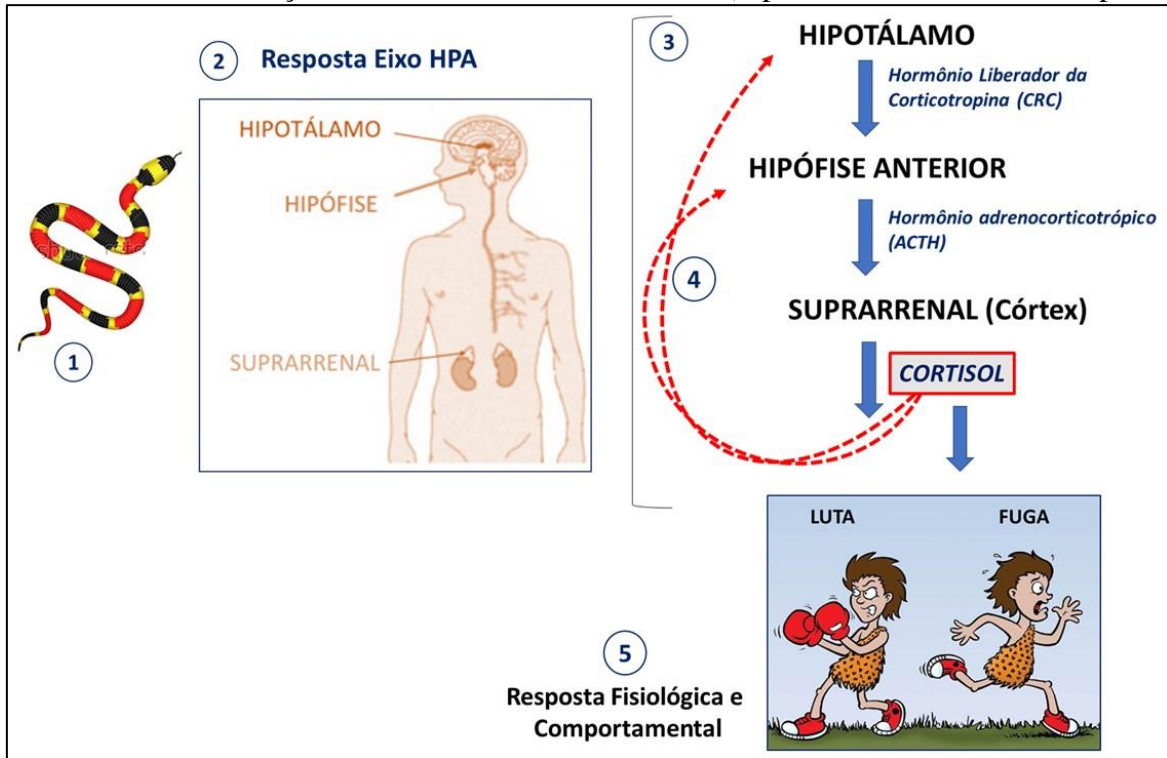 2
Resposta Eixo HPA
HIPOTÁLAMO
HIPÓFISE
SUPRARRENAL
1
3
HIPOTÁLAMO
Hormônio Liberador da
Corticotropina (CRC)
HIPÓFISE ANTERIOR
Hormônio adrenocorticotrópico
(ACTH)
4
SUPRARRENAL (Córtex)
CORTISOL
LUTA
FUGA
5
Resposta Fisiológica e
Comportamental